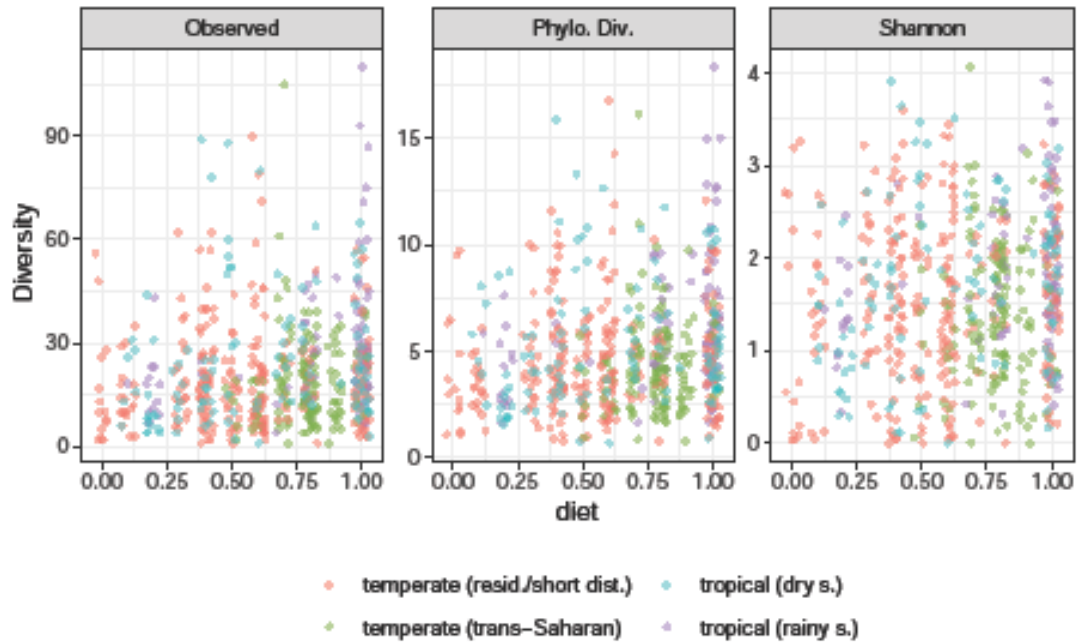 Observed Phylo. Div. Shannon
Diversity
90
60
30
0
15
10
5
0
4
3
2
1
0
0.00 0.25 0.50 0.75 1.00 0.00 0.25 0.50 0.75 1.00 0.00 0.25 0.50 0.75 1.00
diet
temperate (resid./short dist.) tropical (dry s.)
temperate (trans−Saharan) tropical (rainy s.)